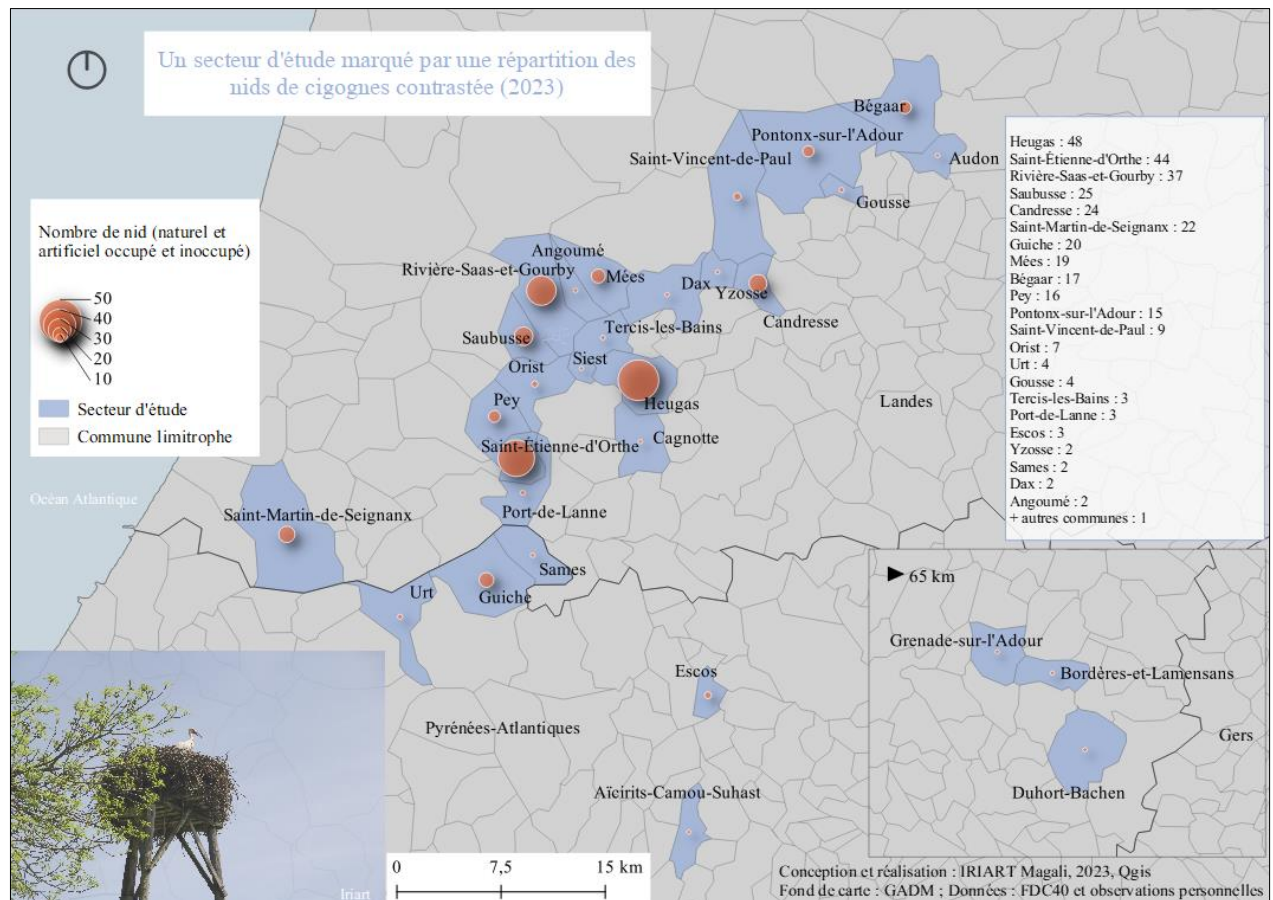 Un secteur d'étude marqué par une répartition des
nids de cigognes contrastée (2023)
Nombre de nid (naturel et
artificiel occupé et inoccupé)
50
40
30
20
10
Secteur d'étude
Commune limitrophe
Océan Atlantique
Bégaar
Pontonx-sur-l'Adour
Saint-Vincent-de-Paul
Audon
Gousse
Angoumé
Rivière-Saas-et-Gourby
Mées
Dax
Yzosse
Candresse
Saubusse
Tercis-les-Bains
Siest
Orist
Pey
Heugas
Landes
Cagnotte
Saint-Étienne-d'Orthe
Port-de-Lanne
Saint-Martin-de-Seignanx
Sames
Guiche
Urt
Escos
Pyrénées-Atlantiques
Aïcirits-Camou-Suhast
Heugas : 48
Saint-Étienne-d'Orthe : 44
Rivière-Saas-et-Gourby : 37
Saubusse : 25
Candresse : 24
Saint-Martin-de-Seignanx : 22
Guiche : 20
Mées : 19
Bégaar : 17
Pey : 16
Pontonx-sur-l'Adour : 15
Saint-Vincent-de-Paul : 9
Orist : 7
Urt : 4
Gousse : 4
Tercis-les-Bains : 3
Port-de-Lanne : 3
Escos : 3
Yzosse : 2
Sames : 2
Dax : 2
Angoumé : 2
+ autres communes : 1
65 km
Grenade-sur-l'Adour
Bordères-et-Lamensans
Duhort-Bachen
Gers
Iriart
0 7,5 15 km
Conception et réalisation : IRIART Magali, 2023, Qgis
Fond de carte : GADM ; Données : FDC40 et observations personnelles